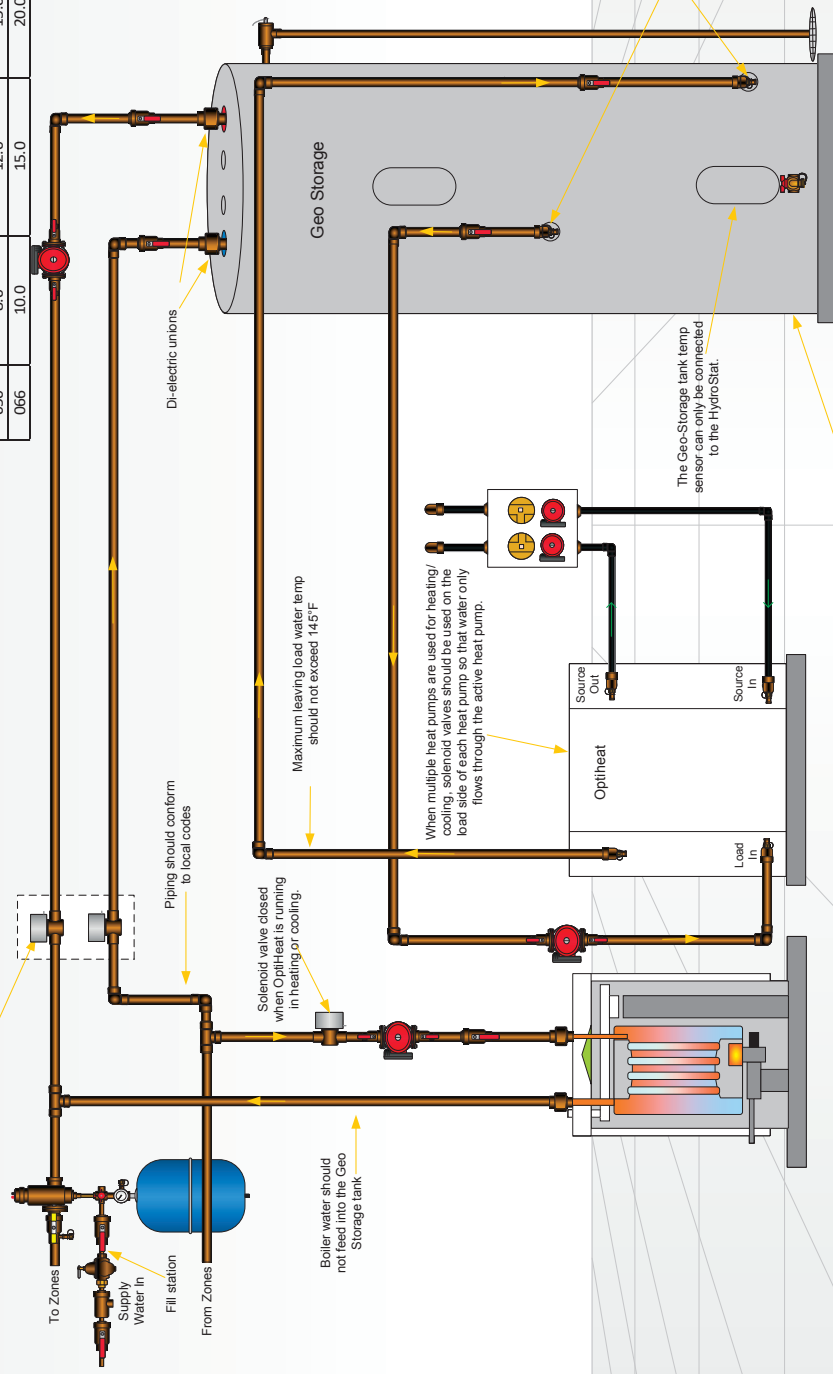 066 10.0 15.0 20.0
To Zones
Supply
Water In
Fill station
From Zones
Piping should conform
to local codes
Di-electric unions
Geo Storage
Maximum leaving load water temp
should not exceed 145°F
Solenoid valve closed
when OptiHeat is running
in heating or cooling.
Boiler water should
not feed into the Geo
Storage tank
When multiple heat pumps are used for heating/
cooling, solenoid valves should be used on the
load side of each heat pump so that water only
flows through the active heat pump.
The Geo-Storage tank temp
sensor can only be connected
to the HydroStat.
Optiheat
Source
Out
Source
In
Load
In